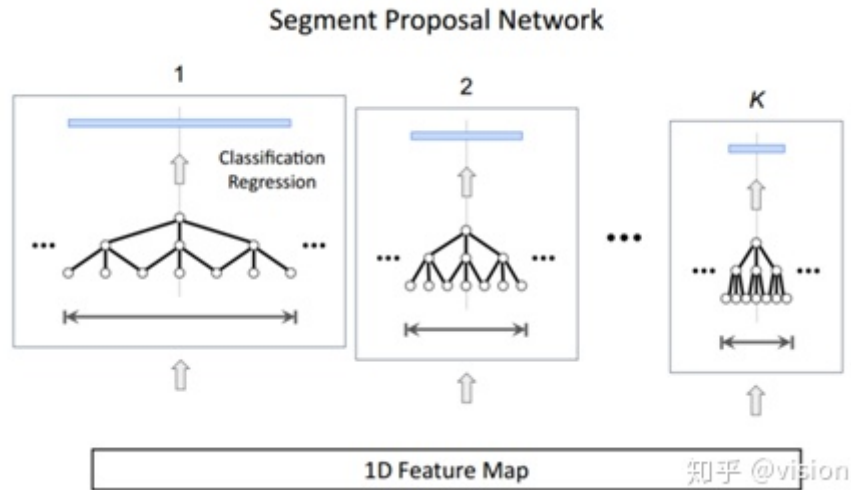 Segment Proposal Network
1
2
K
Classification
Regression
...
...
...
...
...
...
...
1D Feature Map
知乎 @vision